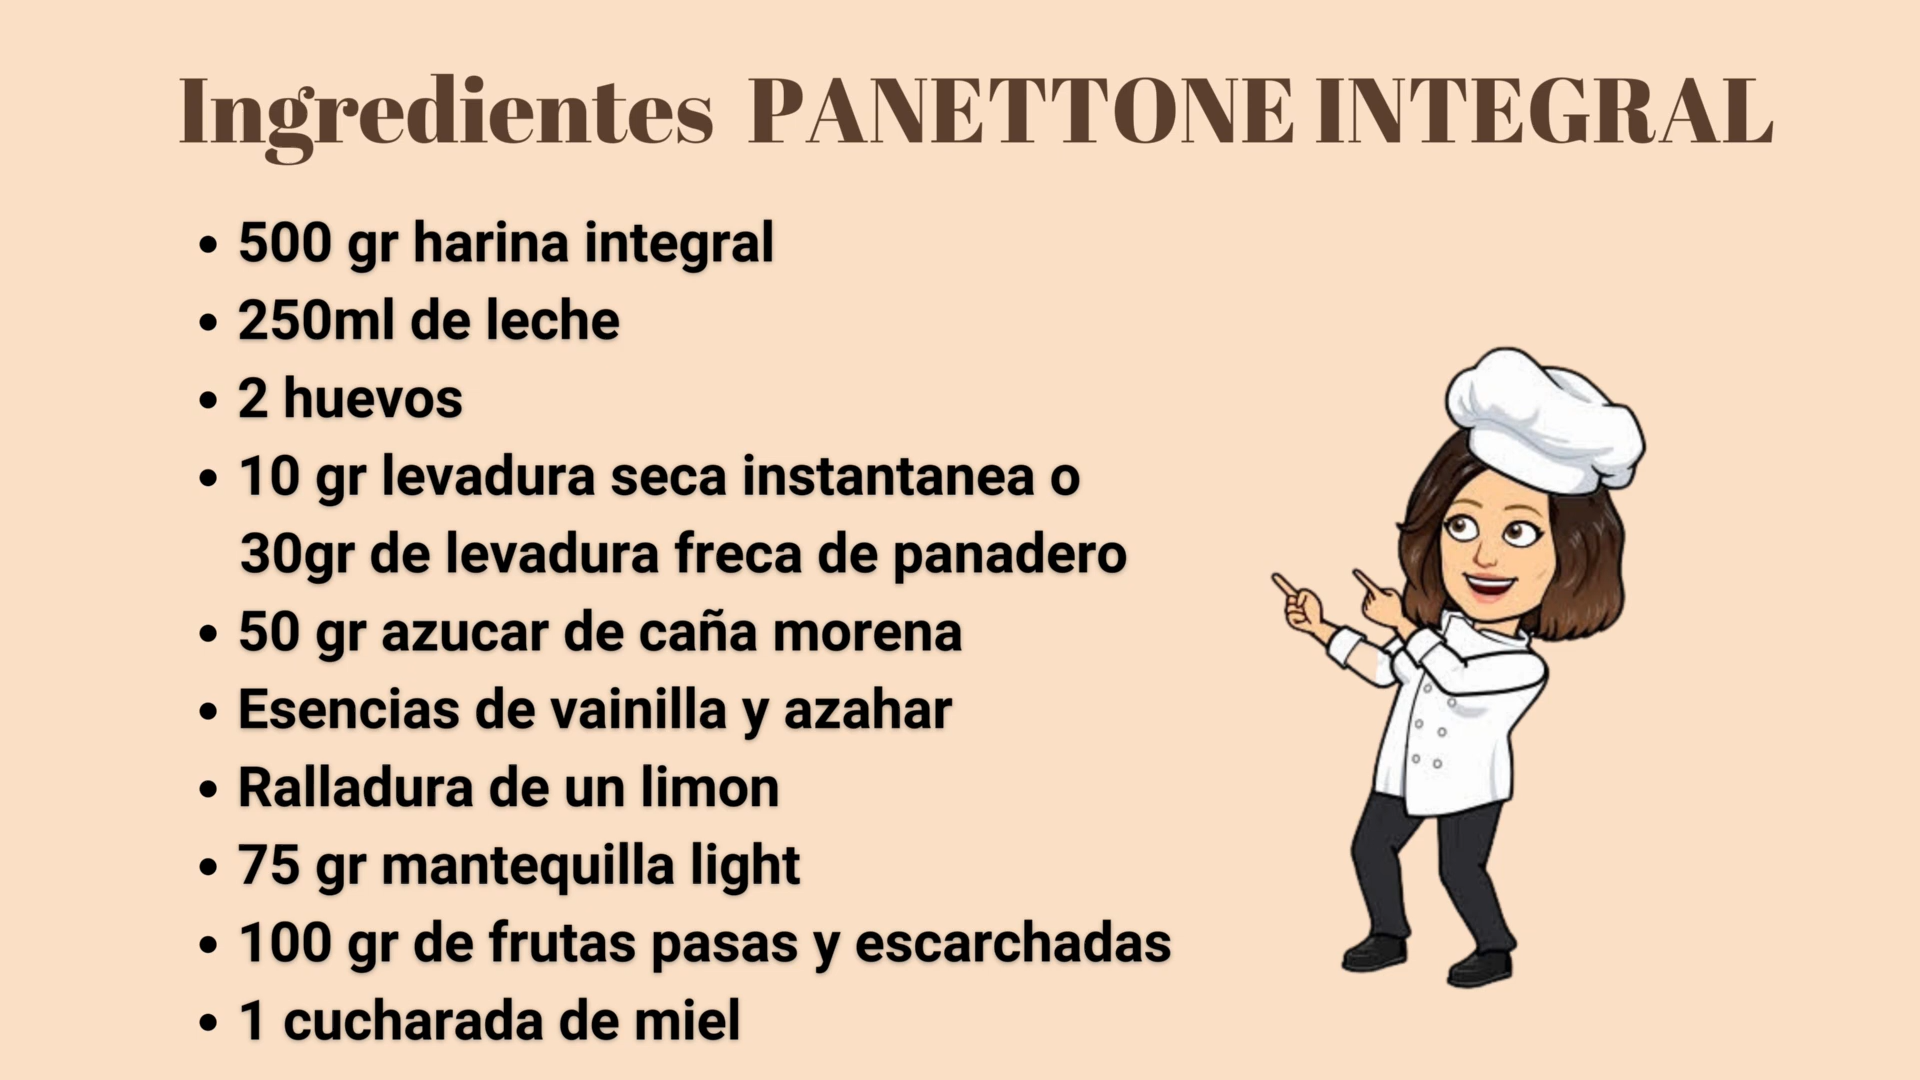 Ingredientes PANETTONE INTEGRAL
• 500 gr harina integral
• 250ml de leche
• 2 huevos
• 10 gr levadura seca instantanea o
30gr de levadura freca de panadero
• 50 gr azucar de caña morena
• Esencias de vainilla y azahar
• Ralladura de un limon
• 75 gr mantequilla light
• 100 gr de frutas pasas y escarchadas
• 1 cucharada de miel